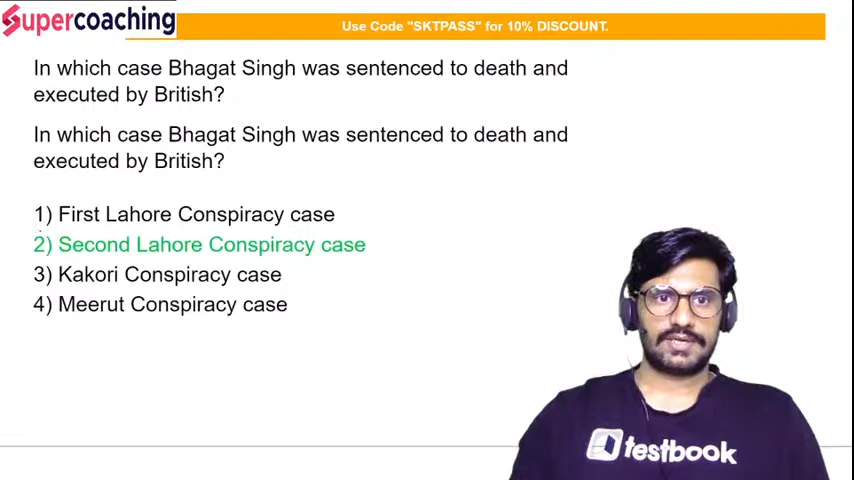 Supercoaching
Use Code "SKTPASS" for 10% DISCOUNT.
In which case Bhagat Singh was sentenced to death and
executed by British?
In which case Bhagat Singh was sentenced to death and
executed by British?
1) First Lahore Conspiracy case
2) Second Lahore Conspiracy case
3) Kakori Conspiracy case
4) Meerut Conspiracy case
testbook